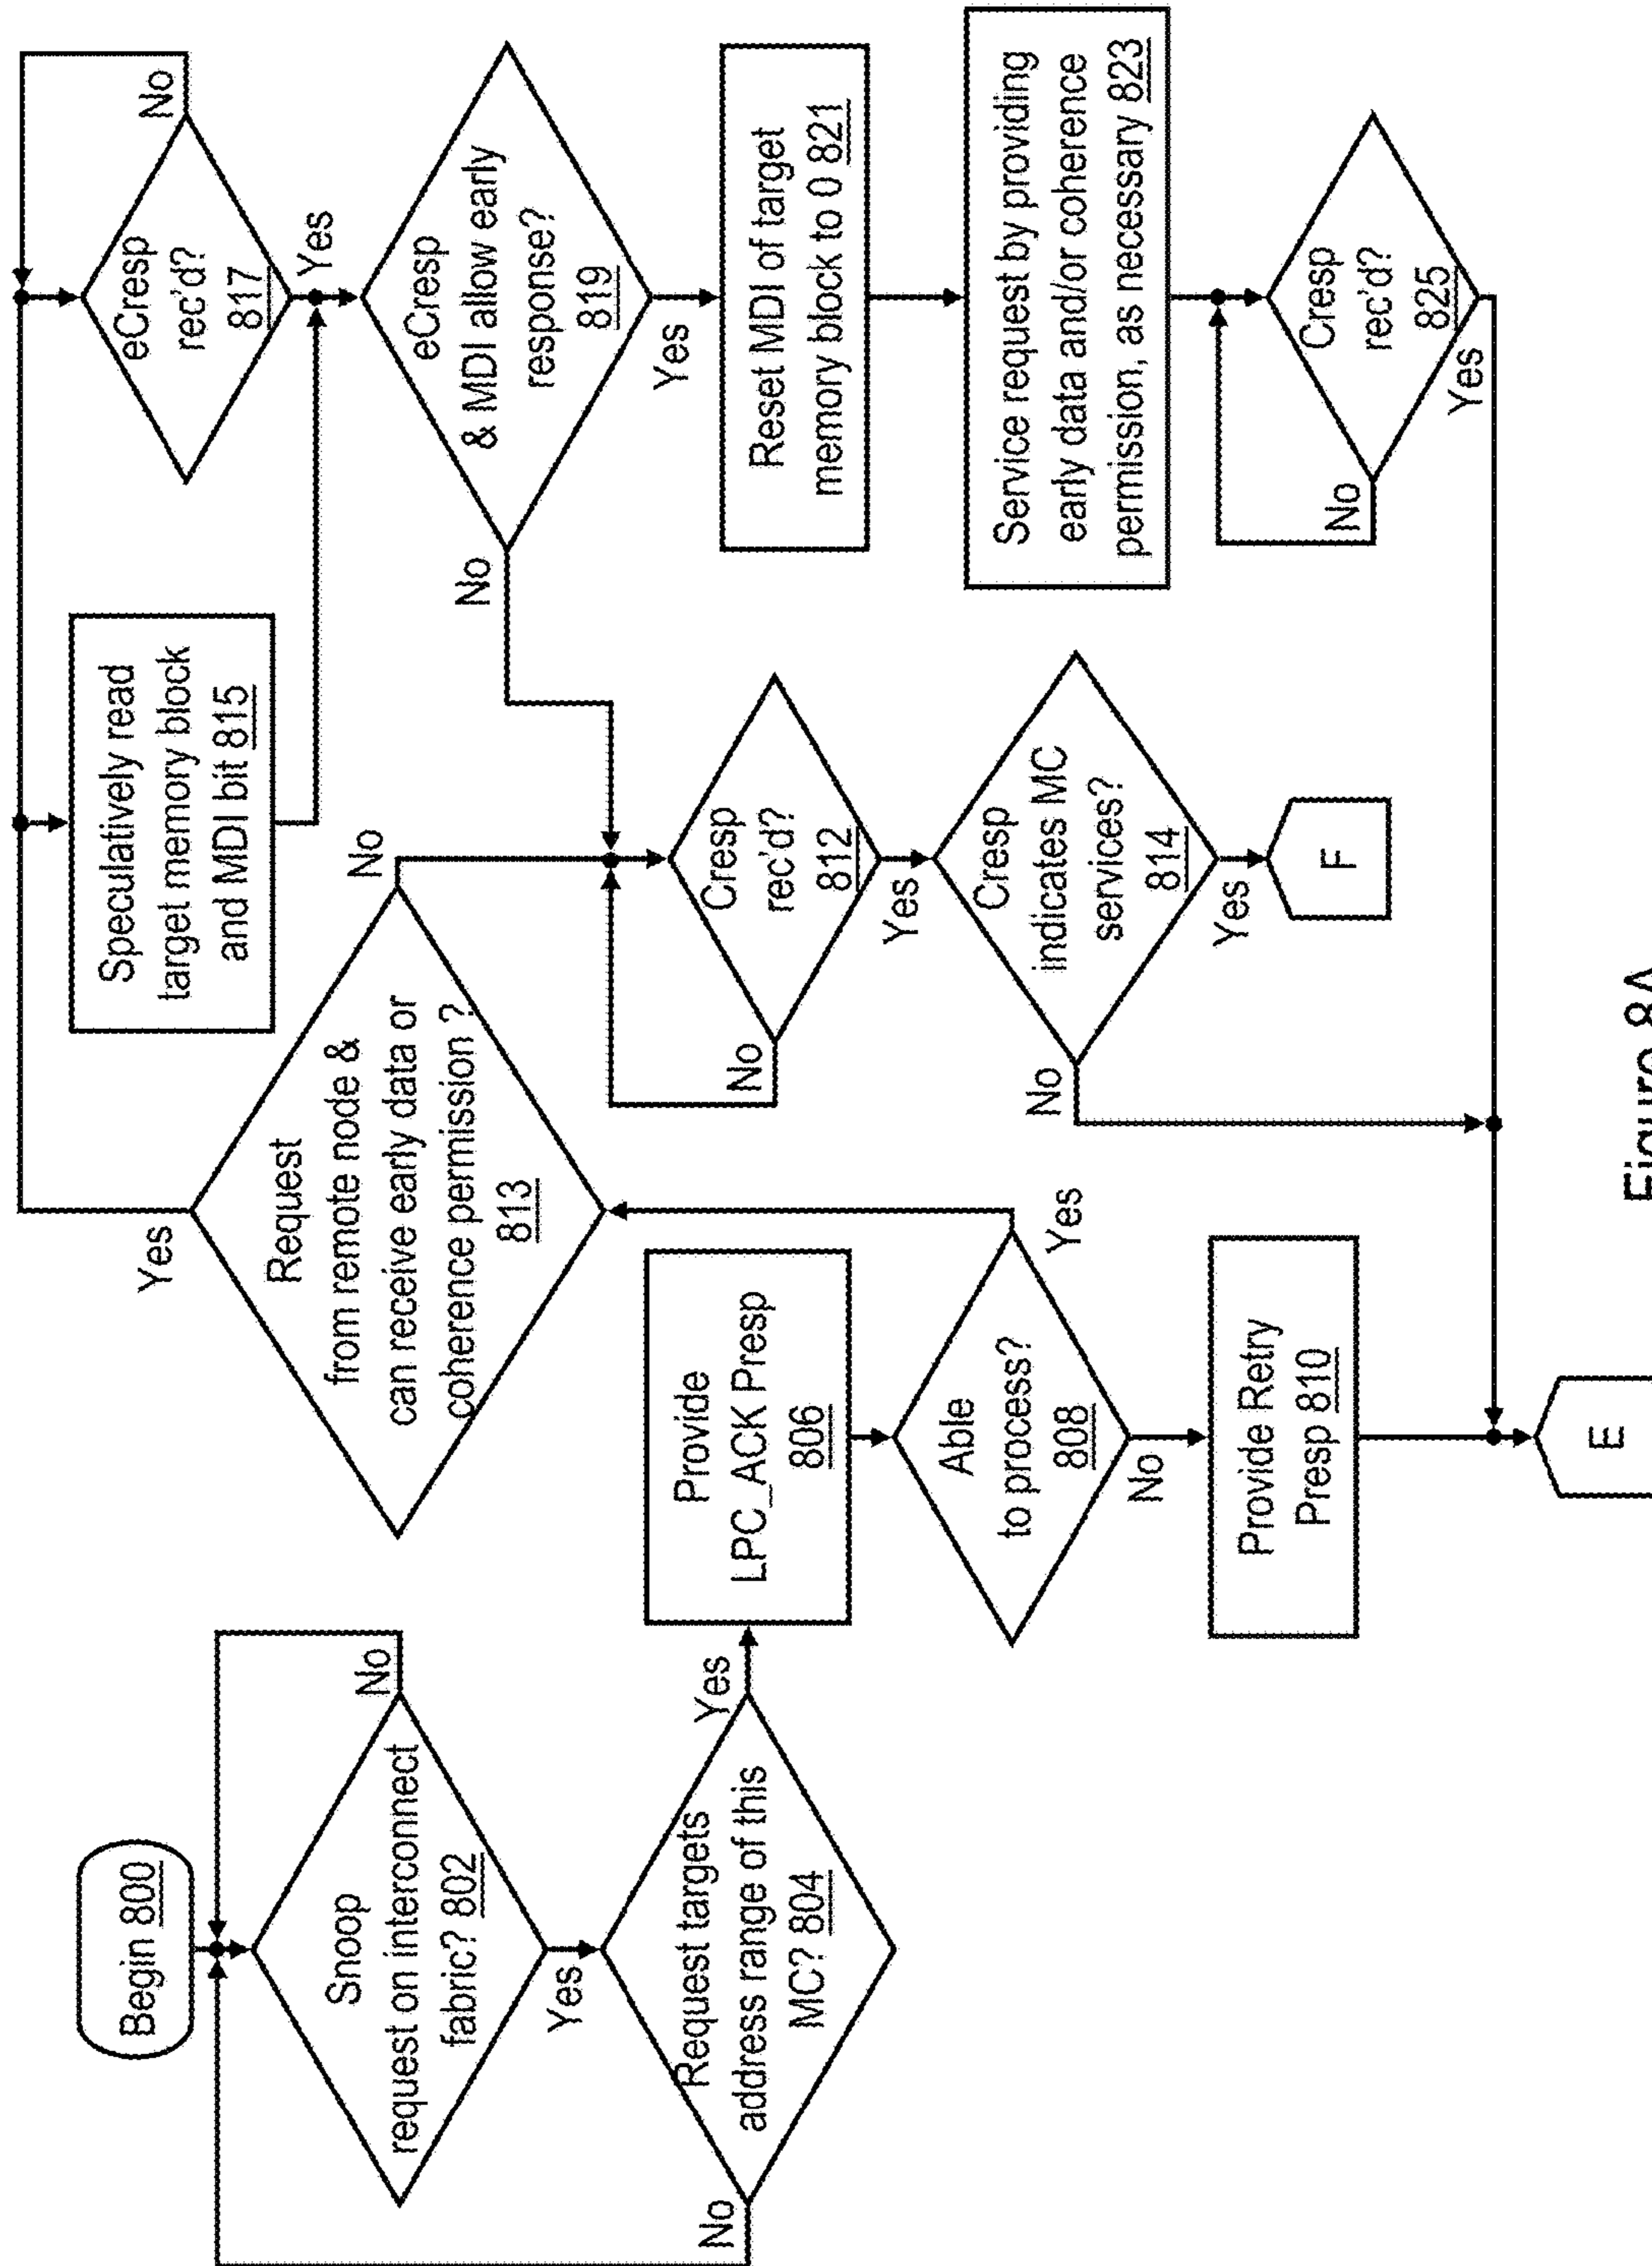 Begin 800
Snoop
request on interconnect
fabric? 802
No
Yes
Request targets
address range of this
MC? 804
No
Yes
Provide
LPC_ACK Presp
806
Able
to process?
808
Yes
No
Provide Retry
Presp 810
E
Request
from remote node &
can receive early data or
coherence permission ?
813
Yes
No
Cresp
rec'd?
812
No
Yes
Cresp
indicates MC
services?
814
No
Yes
F
Speculatively read
target memory block
and MDI bit 815
eCresp
rec'd?
817
No
Yes
eCresp
& MDI allow early
response?
819
No
Yes
Reset MDI of target
memory block to 0 821
Service request by providing
early data and/or coherence
permission, as necessary 823
Cresp
rec'd?
825
No
Yes
Figure 8A